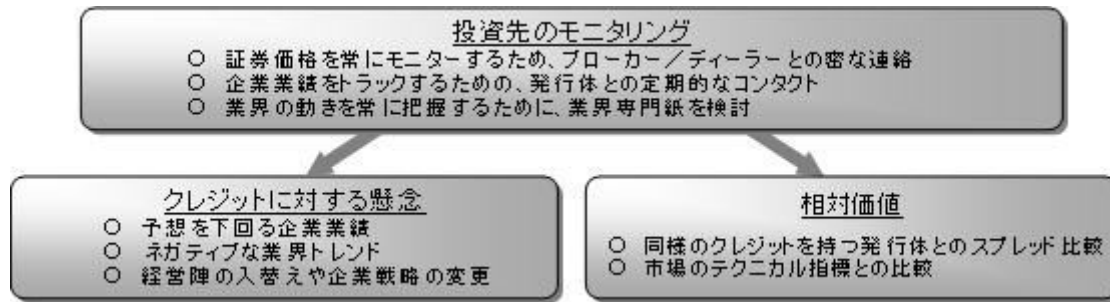 投資先のモニタリング
○ 証券価格を常にモニターするため、ブローカー／ディーラーとの密な連絡
○ 企業業績をトラックするための、発行体との定期的なコンタクト
○ 業界の動きを常に把握するために、業界専門紙を検討
クレジットに対する懸念
○ 予想を下回る企業業績
○ ネガティブな業界トレンド
○ 経営陣の入替えや企業戦略の変更
相対価値
○ 同様のクレジットを持つ発行体とのスプレッド比較
○ 市場のテクニカル指標との比較